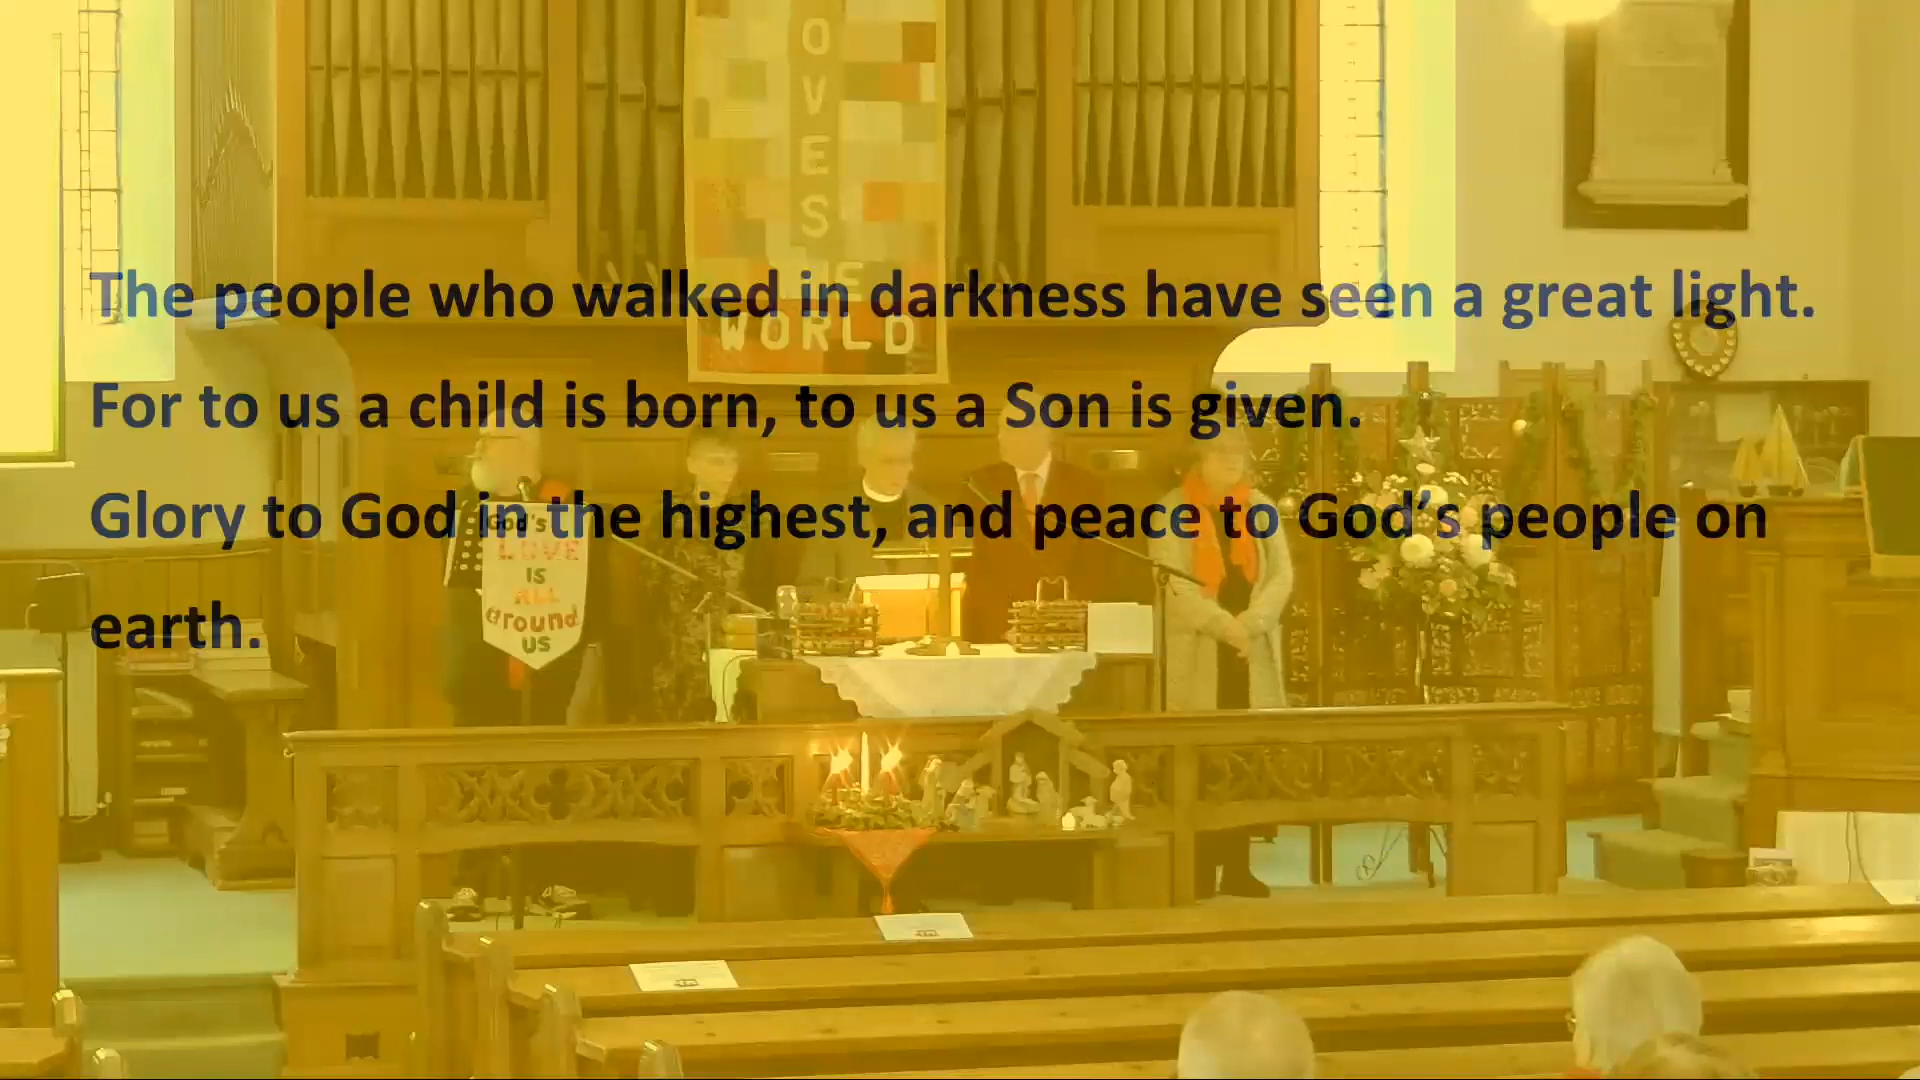 OVES
WORLD
The people who walked in darkness have seen a great light.
For to us a child is born, to us a Son is given.
Glory to God in the highest, and peace to God’s people on
earth.
God's
LOVE
IS
ALL
around
US